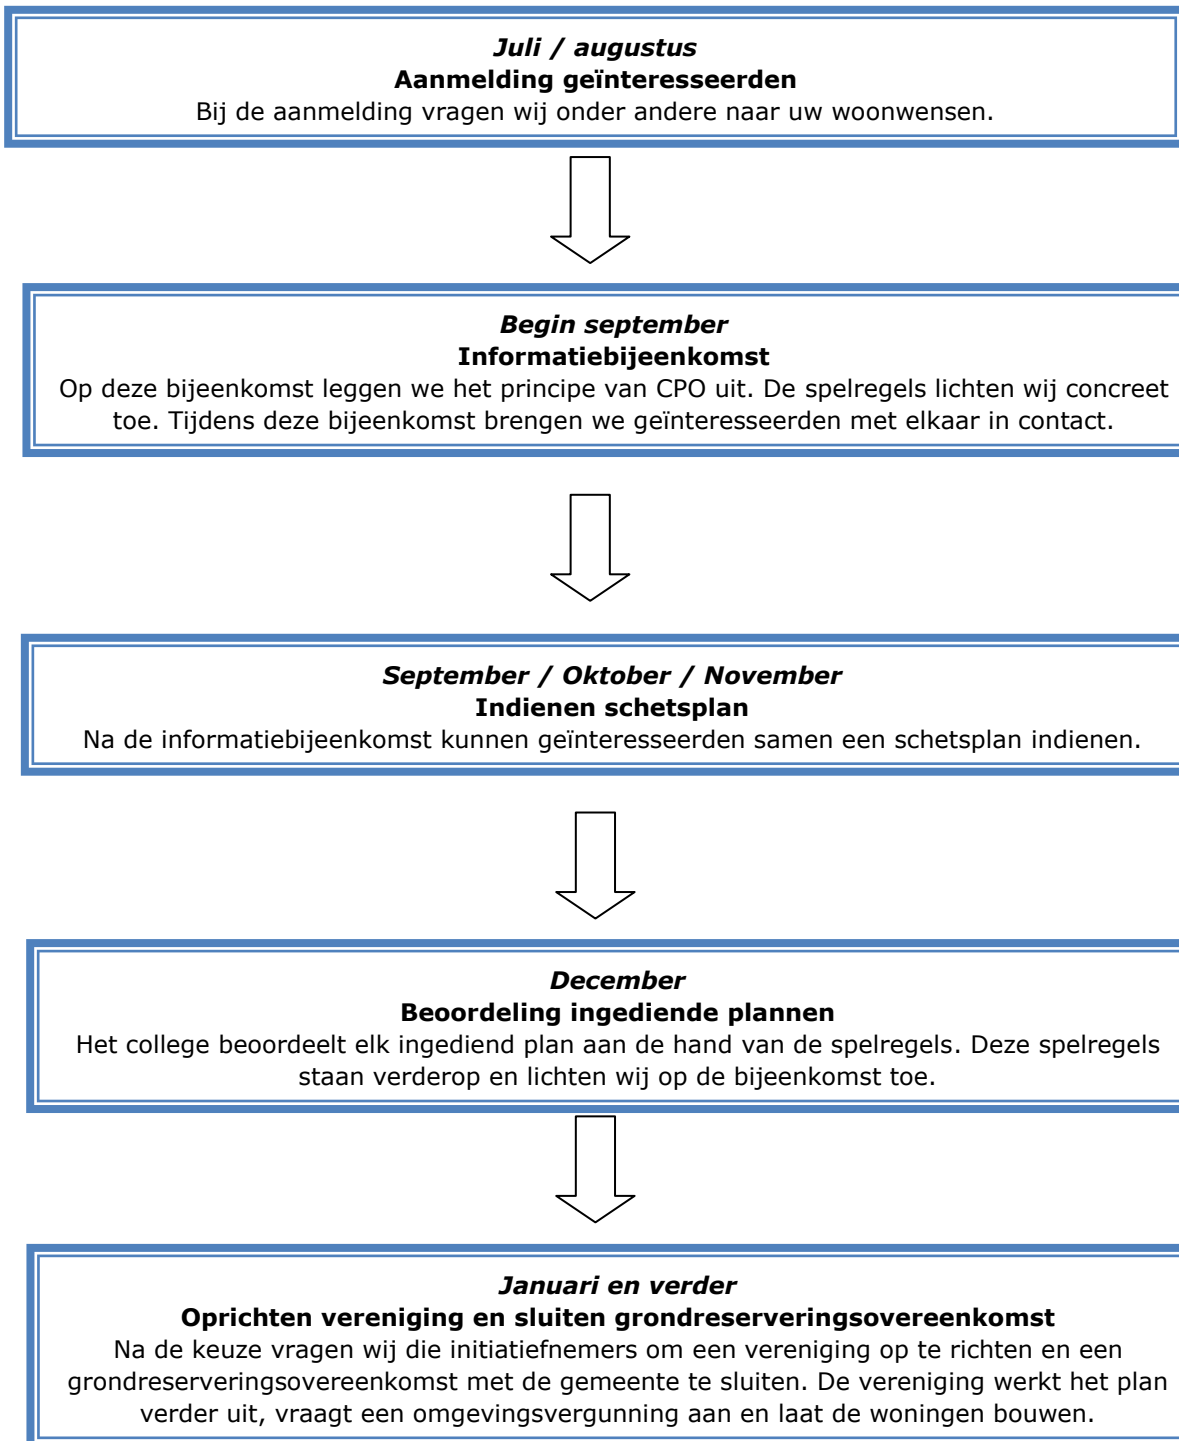 Juli / augustus
Aanmelding geïnteresseerden
Bij de aanmelding vragen wij onder andere naar uw woonwensen.
Begin september
Informatiebijeenkomst
Op deze bijeenkomst leggen we het principe van CPO uit. De spelregels lichten wij concreet
toe. Tijdens deze bijeenkomst brengen we geïnteresseerden met elkaar in contact.
September / Oktober / November
Indienen schetsplan
Na de informatiebijeenkomst kunnen geïnteresseerden samen een schetsplan indienen.
December
Beoordeling ingediende plannen
Het college beoordeelt elk ingediend plan aan de hand van de spelregels. Deze spelregels
staan verderop en lichten wij op de bijeenkomst toe.
Januari en verder
Oprichten vereniging en sluiten grondreserveringsovereenkomst
Na de keuze vragen wij die initiatiefnemers om een vereniging op te richten en een
grondreserveringsovereenkomst met de gemeente te sluiten. De vereniging werkt het plan
verder uit, vraagt een omgevingsvergunning aan en laat de woningen bouwen.